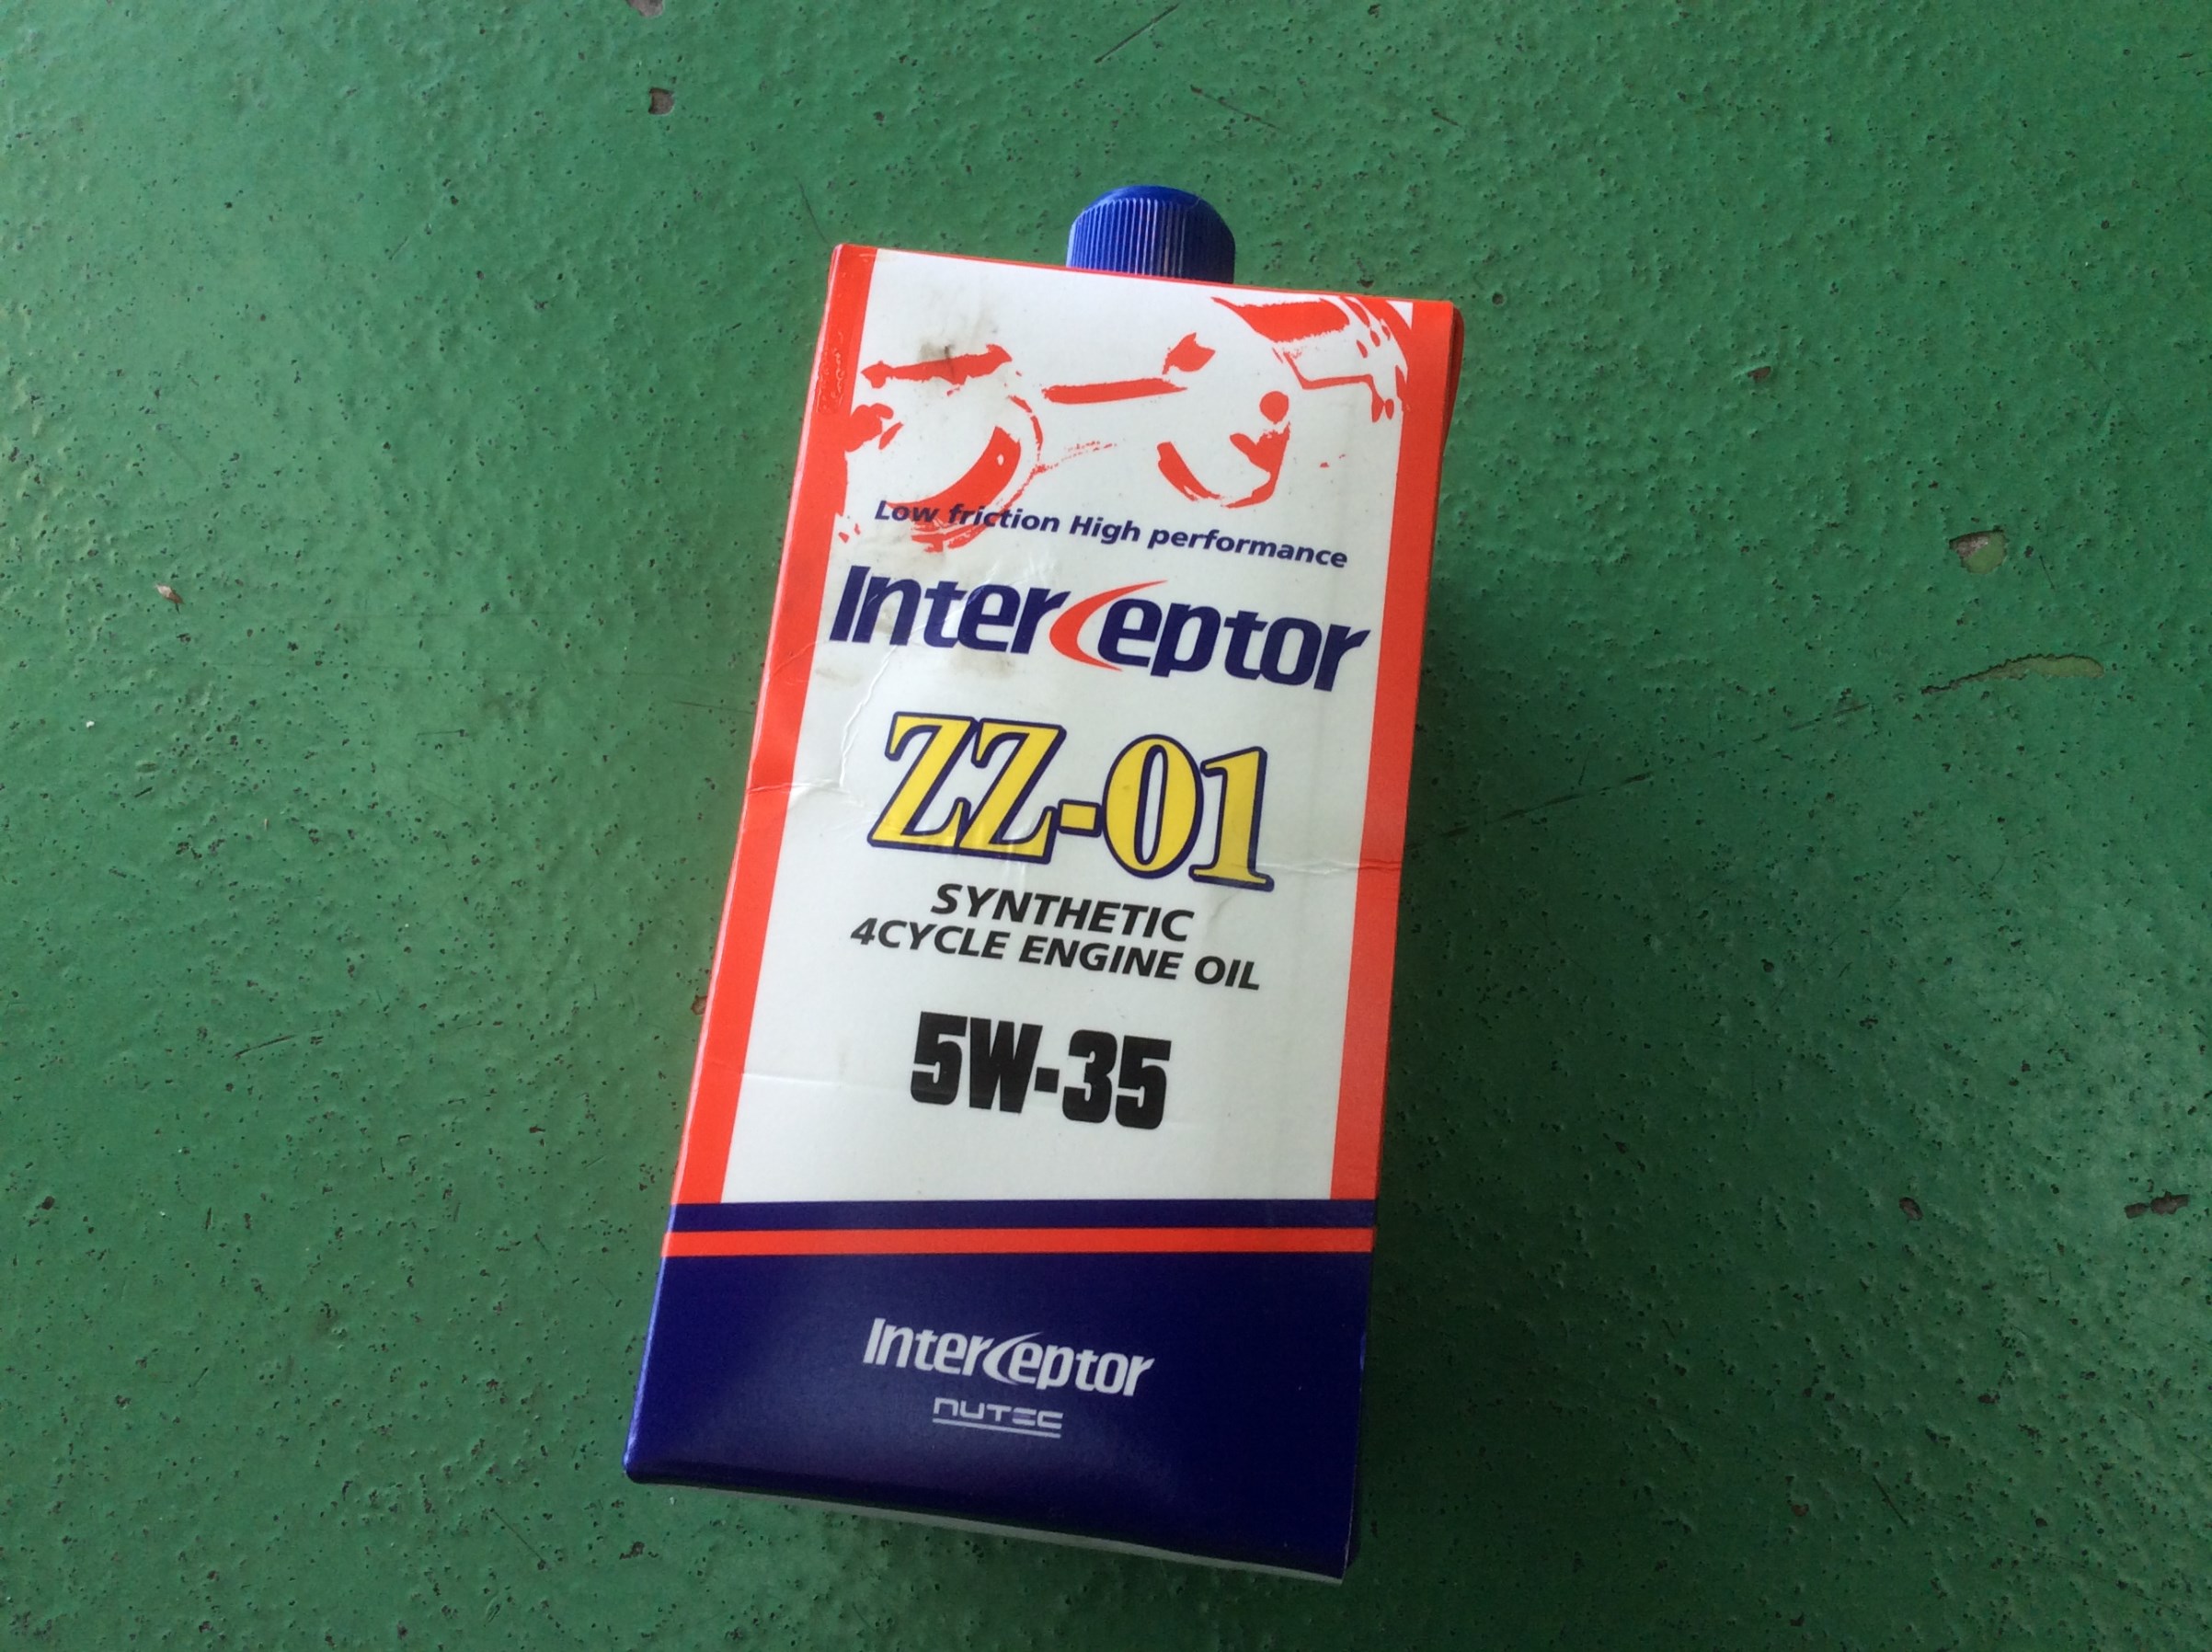 Low friction High performance
Interceptor
ZZ-01
SYNTHETIC
4CYCLE ENGINE OIL
5W-35
Interceptor
NUTEC